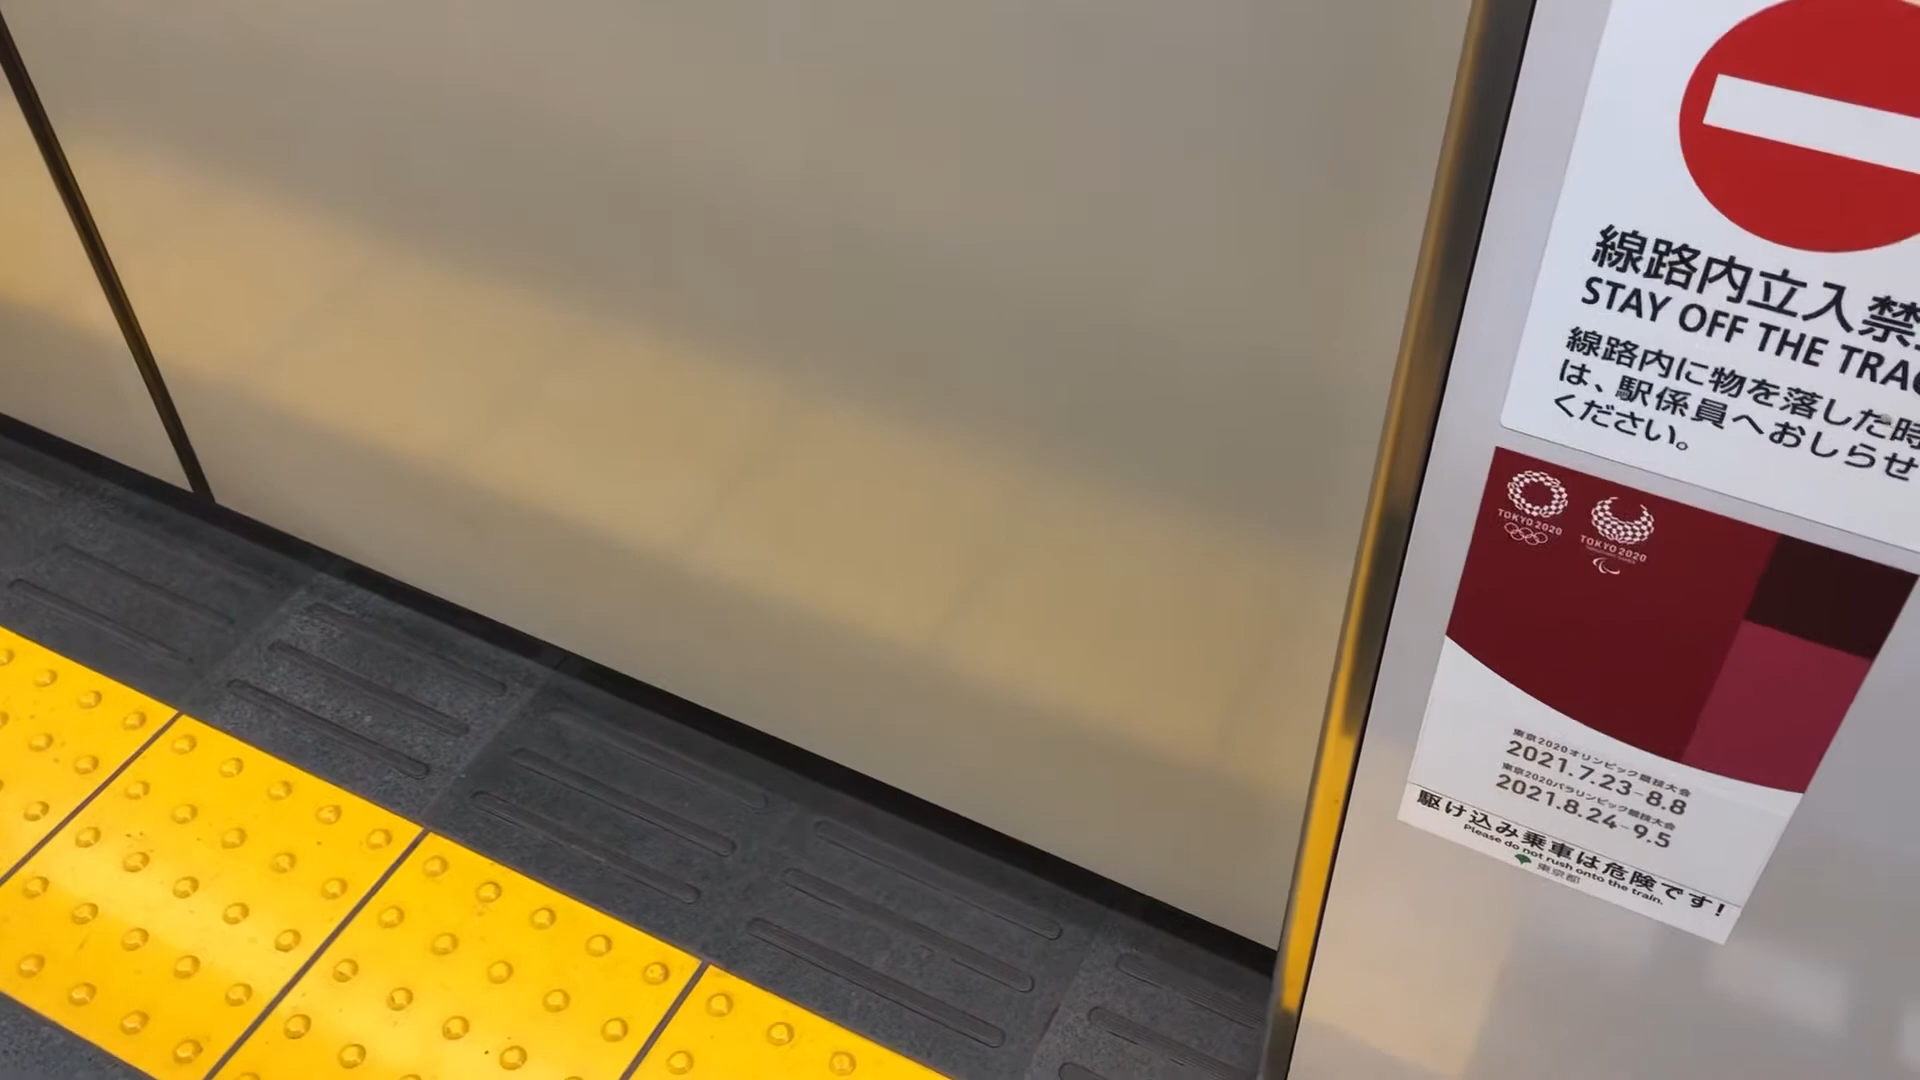 線路内立入禁
STAY OFF THE TRAC
線路内に物を落した時
は、駅係員へおしらせ
ください。
TOKYO 2020
TOKYO 2020
東京2020オリンピック競技大会
2021.7.23-8.8
東京2020パラリンピック競技大会
2021.8.24-9.5
駆け込み乗車は危険です!
Please do not rush onto the train.
東京都